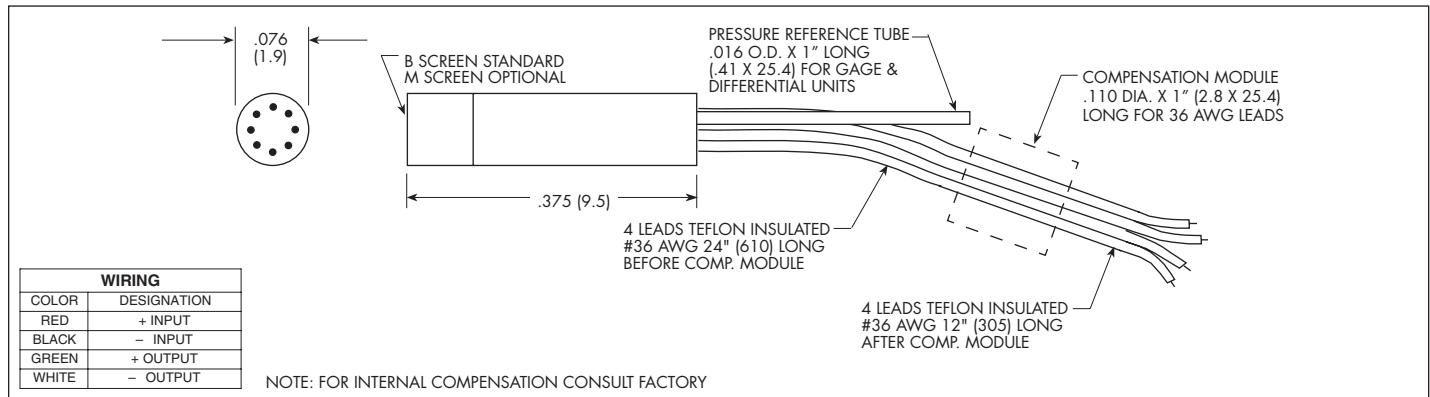 .076
(1.9)
B SCREEN STANDARD
M SCREEN OPTIONAL
PRESSURE REFERENCE TUBE
.016 O.D. X 1” LONG
(.41 X 25.4) FOR GAGE &
DIFFERENTIAL UNITS
COMPENSATION MODULE
.110 DIA. X 1” (2.8 X 25.4)
LONG FOR 36 AWG LEADS
.375 (9.5)
4 LEADS TEFLON INSULATED
#36 AWG 24" (610) LONG
BEFORE COMP. MODULE
4 LEADS TEFLON INSULATED
#36 AWG 12" (305) LONG
AFTER COMP. MODULE
WIRING
COLOR DESIGNATION
RED + INPUT
BLACK – INPUT
GREEN + OUTPUT
WHITE – OUTPUT
NOTE: FOR INTERNAL COMPENSATION CONSULT FACTORY